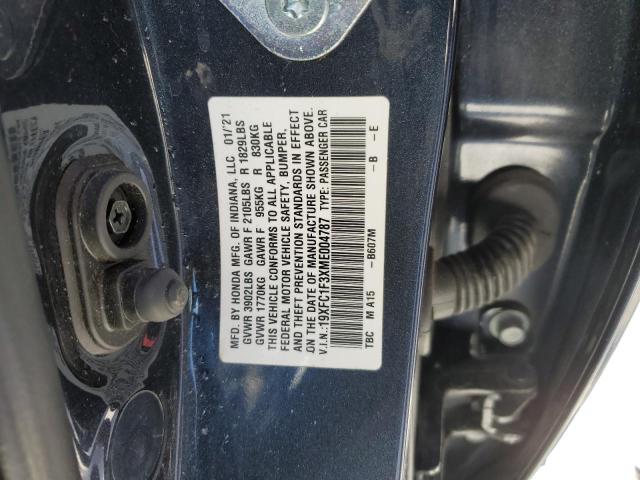 MFD. BY HONDA MFG. OF INDIANA, LLC 01/'21
GVWR 3902LBS GAWR F 2105LBS R 1829LBS
GVWR 1770KG GAWR F 955KG R 830KG
THIS VEHICLE CONFORMS TO ALL APPLICABLE
FEDERAL MOTOR VEHICLE SAFETY, BUMPER,
AND THEFT PREVENTION STANDARDS IN EFFECT
ON THE DATE OF MANUFACTURE SHOWN ABOVE.
V.I.N.:19XFC1F3XME004787 TYPE: PASSENGER CAR
TBC M A15 -B607M -B -E